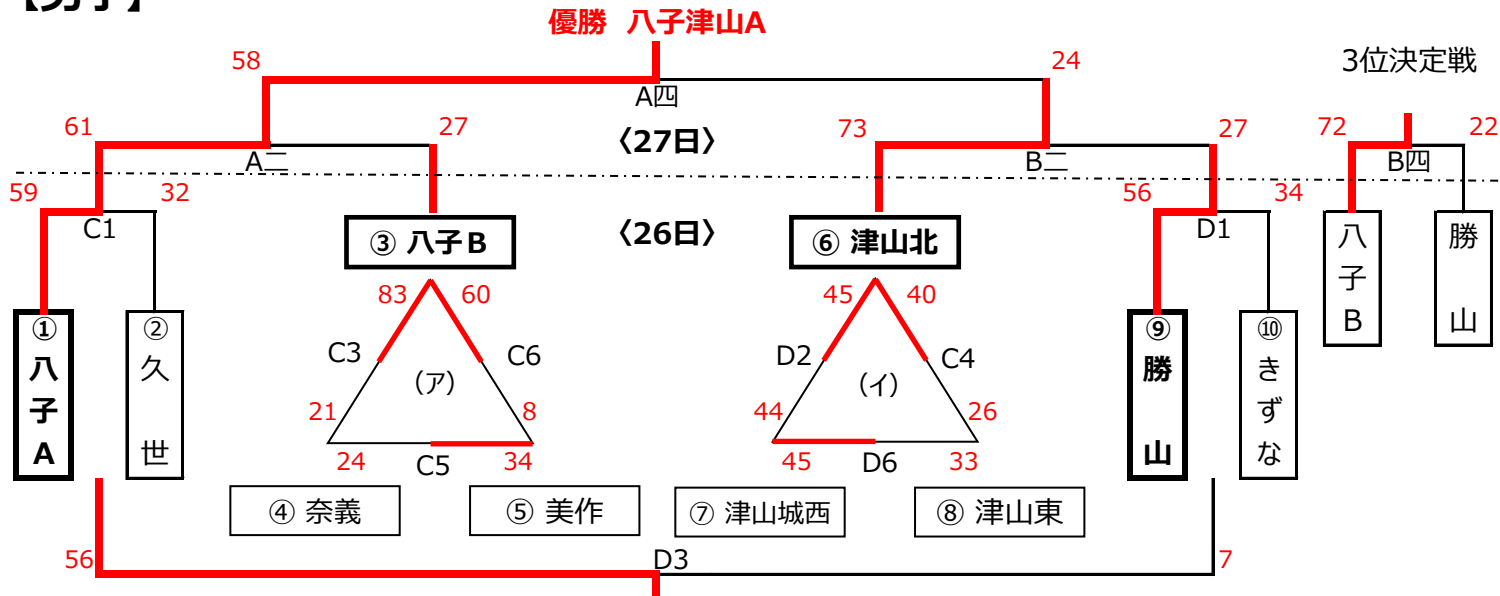 【男子】
優勝 八子津山A
58
24
3位決定戦
A四
61
27
〈27日〉
73
27
72
22
A二
B二
B四
59
32
〈26日〉
56
34
C1
D1
③ 八子B
⑥ 津山北
八子B
勝山
83
60
45
40
① 八子A
② 久世
⑨ 勝山
⑩ きずな
C3
C6
D2
C4
(ア)
(イ)
21
8
44
26
24
C5
34
45
D6
33
④ 奈義
⑤ 美作
⑦ 津山城西
⑧ 津山東
56
D3
7